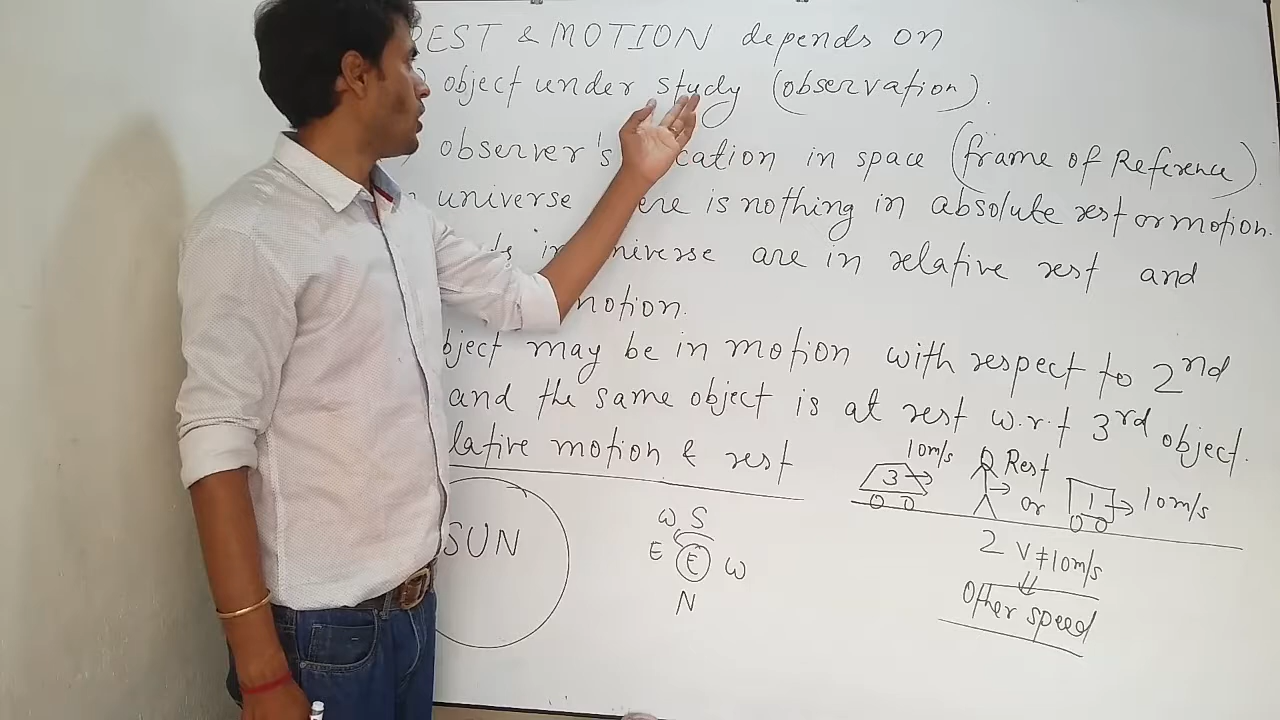 REST & MOTION depends on
object under study (observation).
observer's cation in space (frame of Reference).
universe ere is nothing in absolute rest or motion.
in niverse are in relative rest and
motion.
bject may be in motion with respect to 2nd
and the same object is at rest w.r.t 3rd object.
lative motion & rest
3 10m/s
Rest or
1 10m/s
2 V≠10m/s
Other speed
SUN
ω S
E E W
N